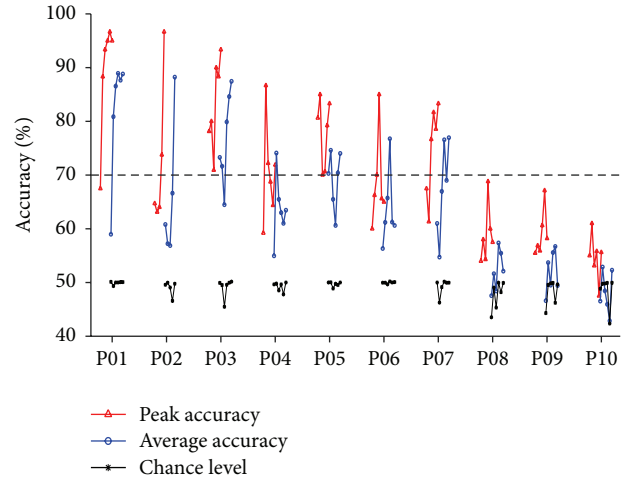 100
90
80
70
60
50
40
Accuracy (%)
P01 P02 P03 P04 P05 P06 P07 P08 P09 P10
Peak accuracy
Average accuracy
Chance level